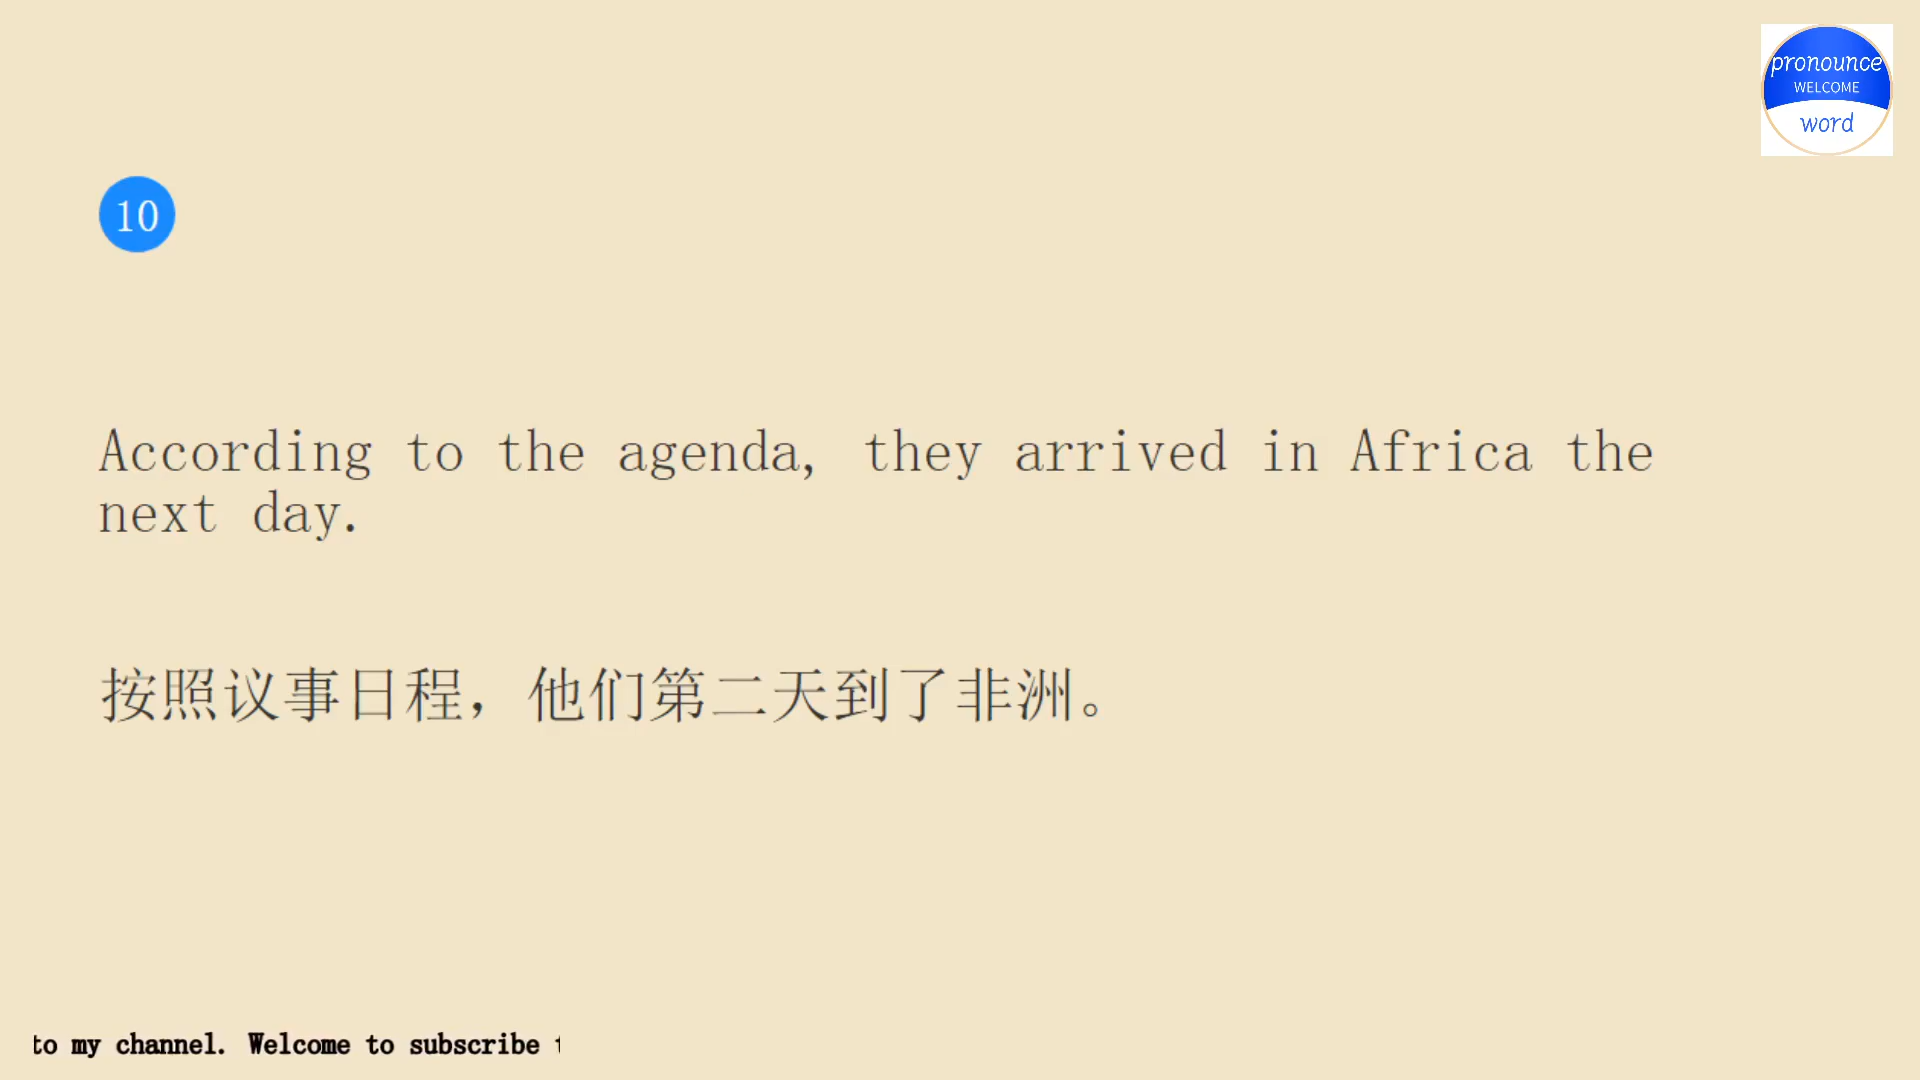 pronounce
WELCOME
word
10
According to the agenda, they arrived in Africa the
next day.
按照议事日程，他们第二天到了非洲。
to my channel. Welcome to subscribe